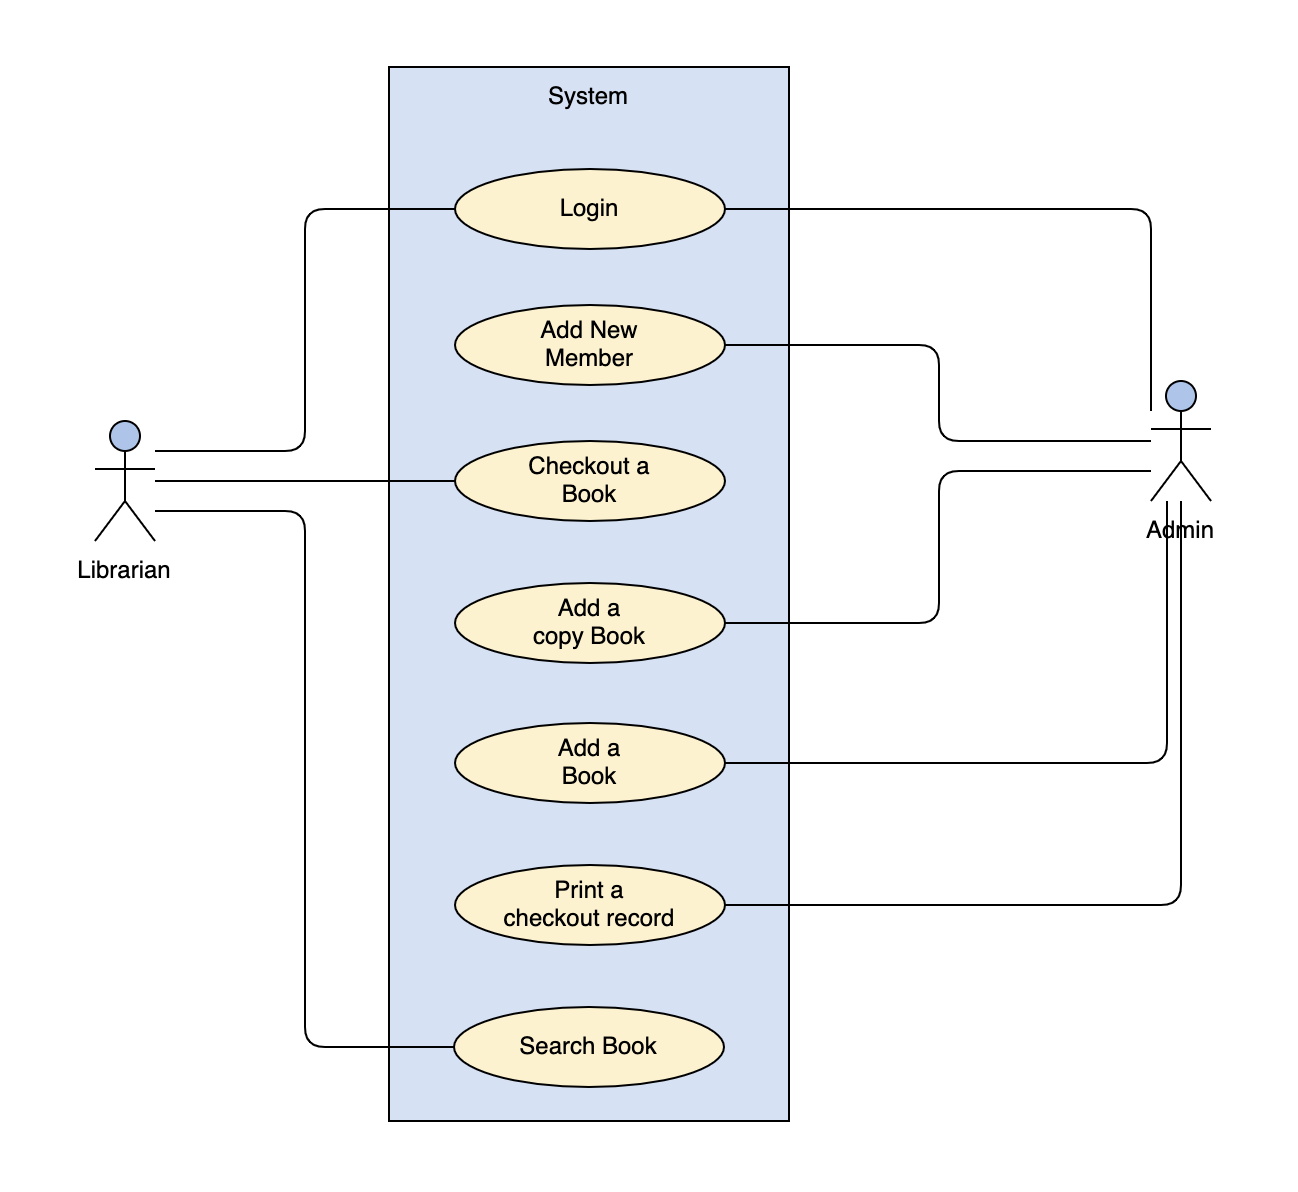 System
Login
Add New
Member
Checkout a
Book
Librarian
Admin
Add a
copy Book
Add a
Book
Print a
checkout record
Search Book